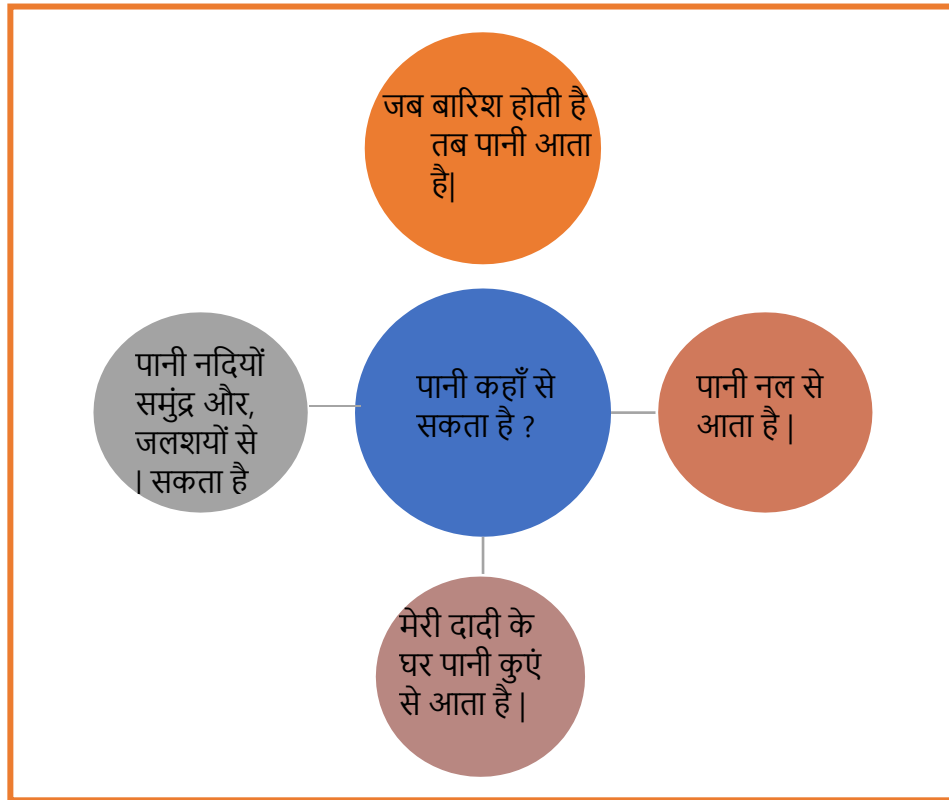 जब बारिश होती है
तब पानी आता
है|
पानी नदियों
समुंद्र और,
जलशयों से
| सकता है
पानी कहाँ से
सकता है ?
पानी नल से
आता है |
मेरी दादी के
घर पानी कुएं
से आता है |